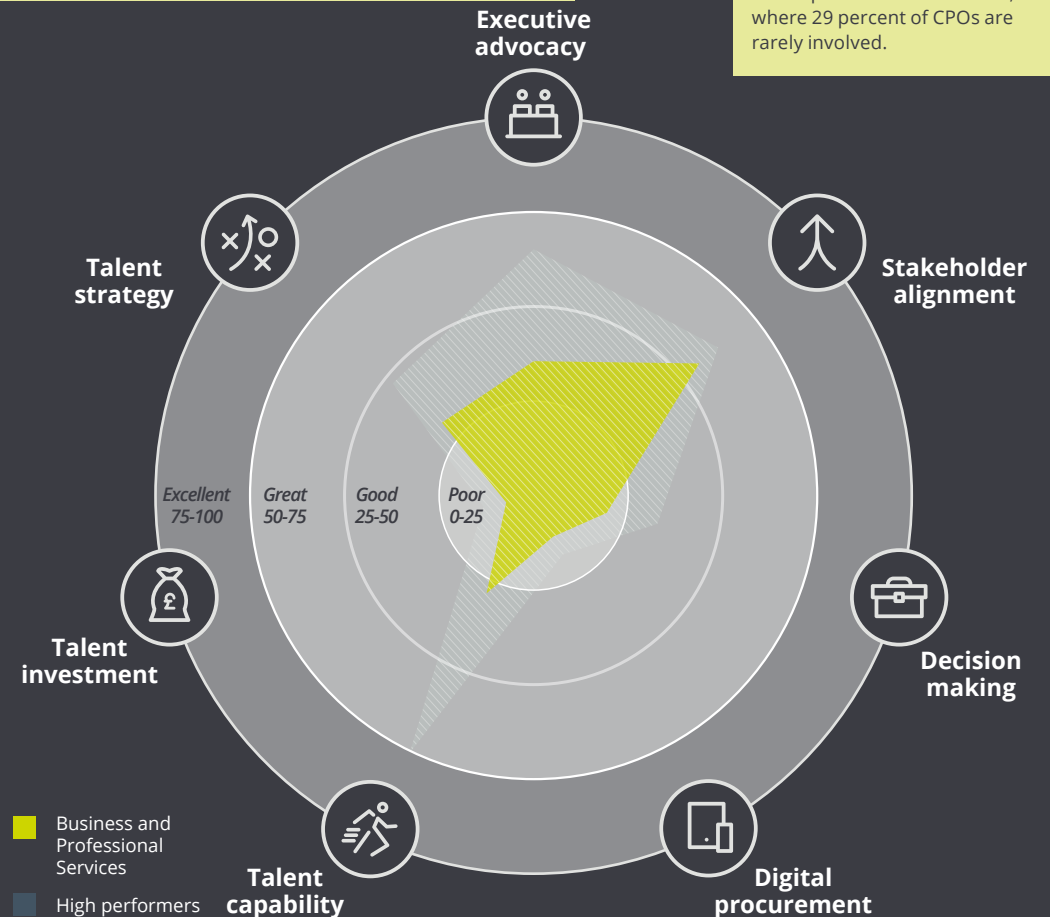 where 29 percent of CPOs are
rarely involved.
Executive
advocacy
Talent
strategy
Stakeholder
alignment
Excellent
75-100
Great
50-75
Good
25-50
Poor
0-25
£
Talent
investment
Decision
making
Business and
Professional
Services
High performers
Talent
capability
Digital
procurement